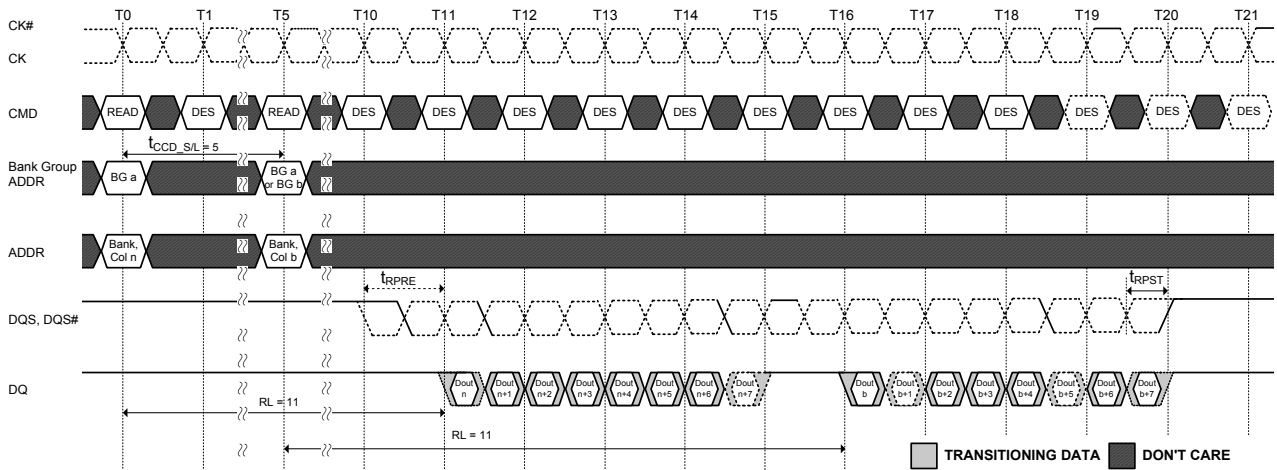 T0 T1 T5 T10 T11 T12 T13 T14 T15 T16 T17 T18 T19 T20 T21
CK#
CK
CMD READ DES READ DES DES DES DES DES DES DES DES DES DES DES DES
tCCD_S/L = 5
Bank Group ADDR BG a BG a or BG b
ADDR Bank, Col n Bank, Col b
tRPRE tRPST
DQS, DQS#
DQ Dout n Dout n+1 Dout n+2 Dout n+3 Dout n+4 Dout n+5 Dout n+6 Dout n+7 Dout b Dout b+1 Dout b+2 Dout b+3 Dout b+4 Dout b+5 Dout b+6 Dout b+7
RL = 11
RL = 11
TRANSITIONING DATA DON'T CARE